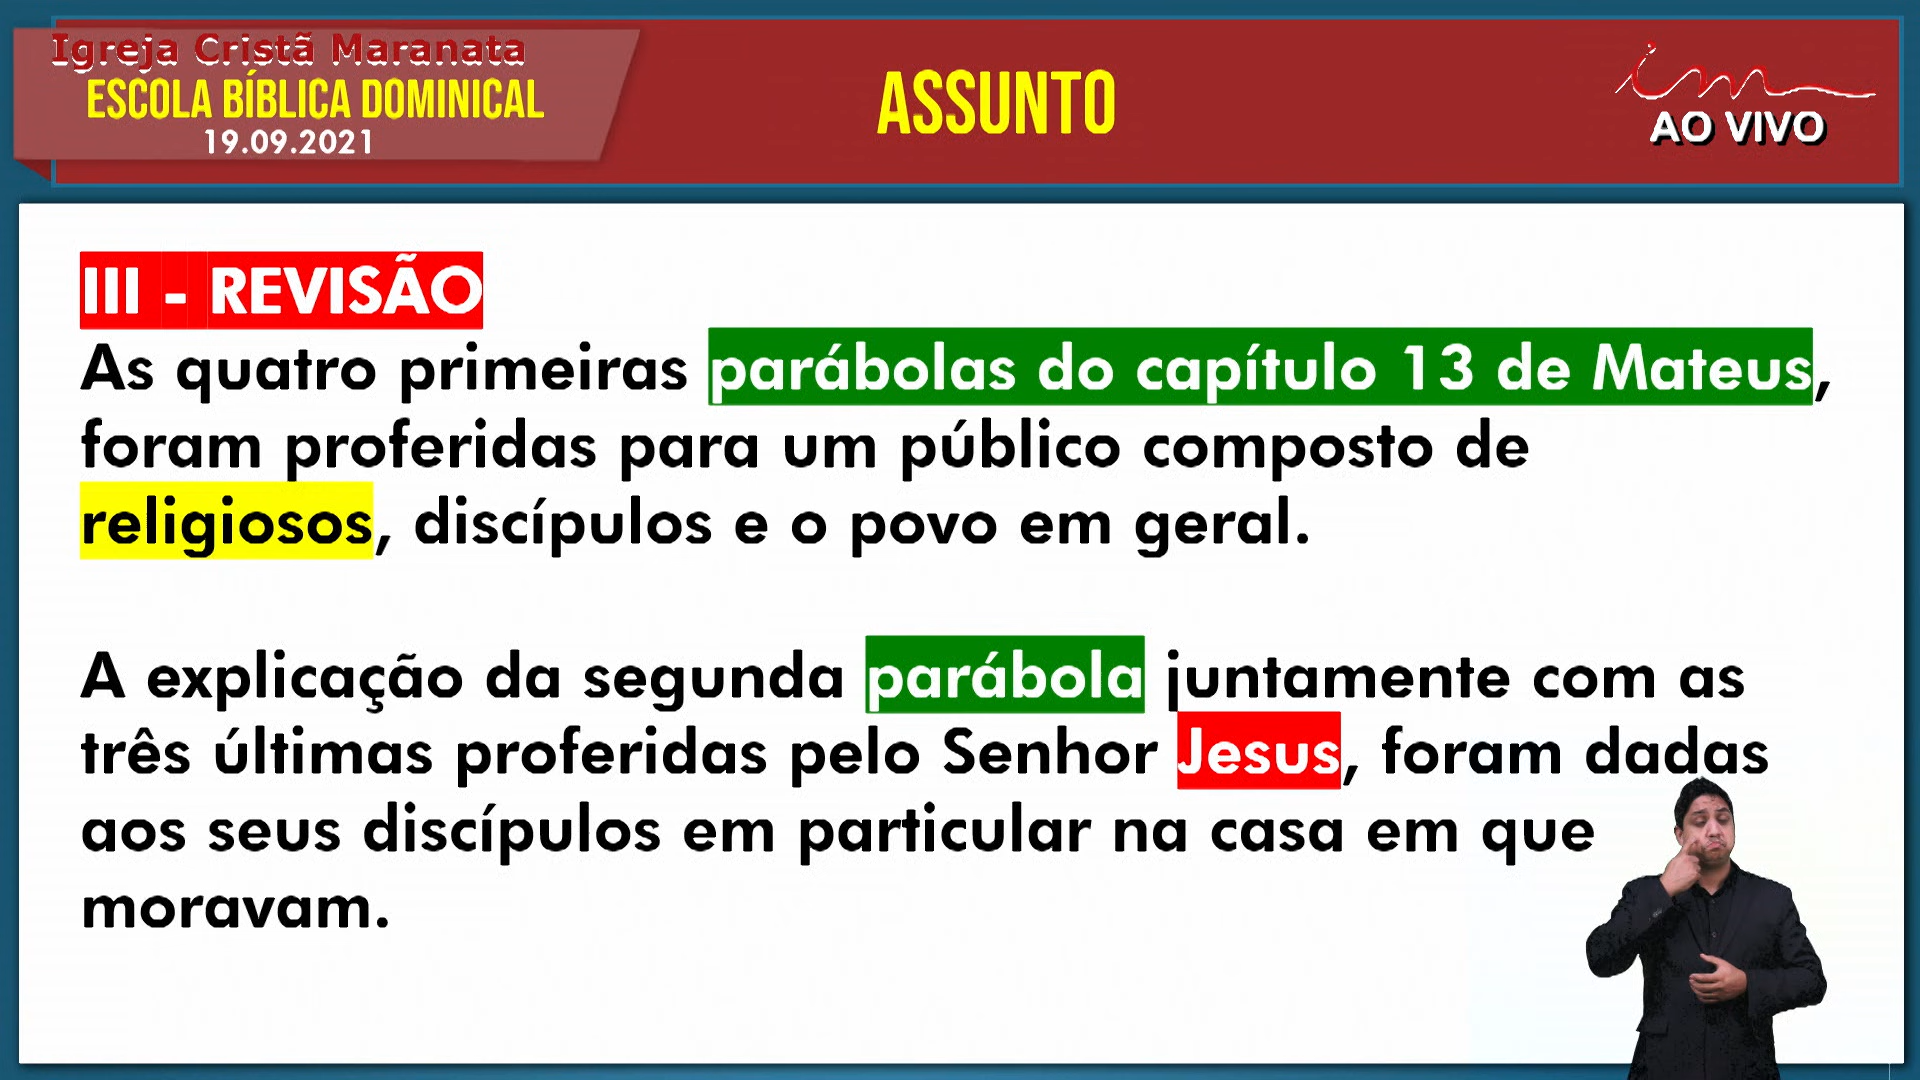 Igreja Cristã Maranata
ESCOLA BÍBLICA DOMINICAL
19.09.2021
ASSUNTO
im
AO VIVO
III - REVISÃO
As quatro primeiras parábolas do capítulo 13 de Mateus,
foram proferidas para um público composto de
religiosos, discípulos e o povo em geral.
A explicação da segunda parábola juntamente com as
três últimas proferidas pelo Senhor Jesus, foram dadas
aos seus discípulos em particular na casa em que
moravam.